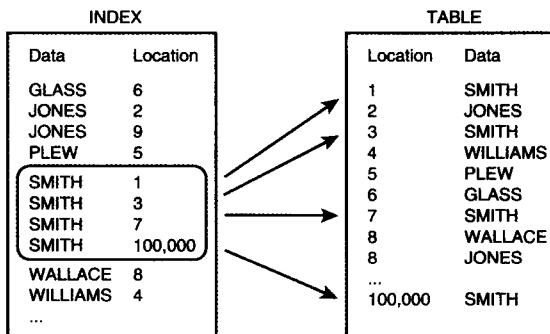 INDEX
Data Location
GLASS 6
JONES 2
JONES 9
PLEW 5
SMITH 1
SMITH 3
SMITH 7
SMITH 100,000
WALLACE 8
WILLIAMS 4
...
TABLE
Location Data
1 SMITH
2 JONES
3 SMITH
4 WILLIAMS
5 PLEW
6 GLASS
7 SMITH
8 WALLACE
8 JONES
...
100,000 SMITH